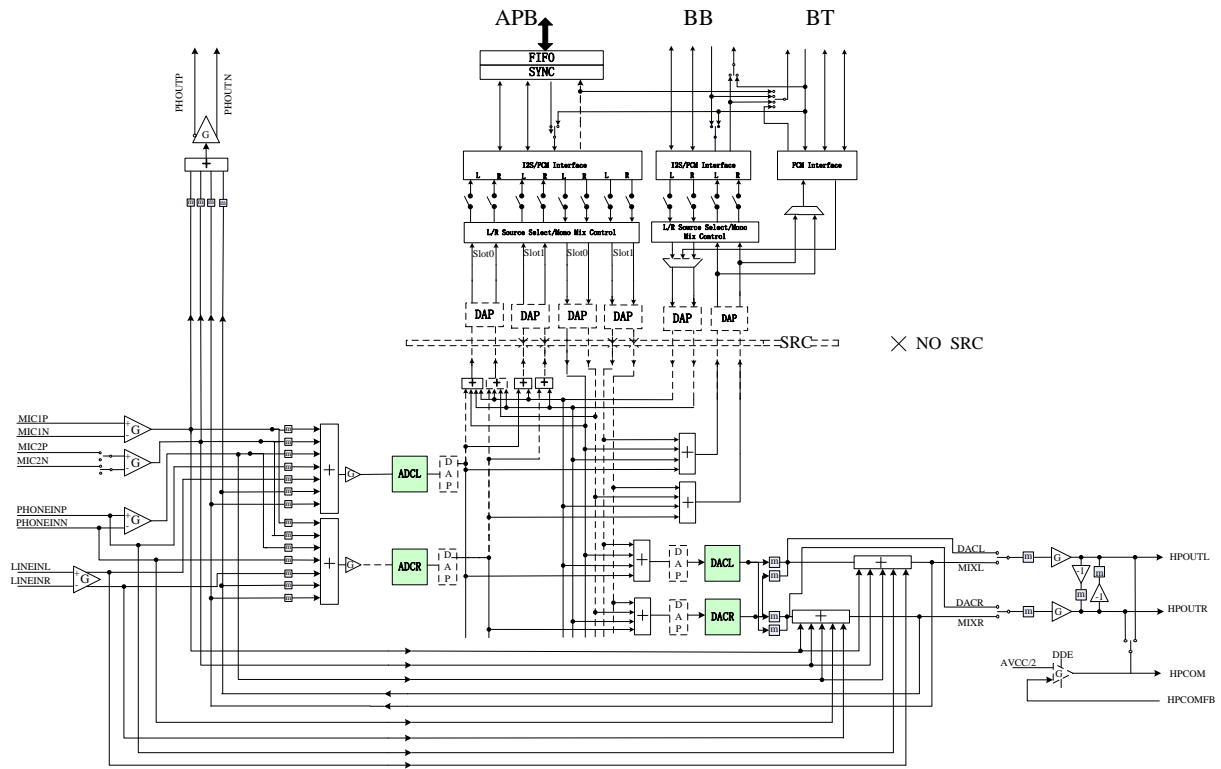 APB BB BT
FIFO
SYNC
PHOUTP
PHOUTN
G
+
m m m m
I2S/PCM Interface
L R L R L R L R
I2S/PCM Interface
L R L R
PCM Interface
L/R Source Select/Mono Mix Control
L/R Source Select/Mono
Mix Control
Slot0 Slot1 Slot0 Slot1
DAP DAP DAP DAP DAP DAP
SRC
NO SRC
+ + + +
MIC1P
MIC1N
+
-
G
MIC2P
MIC2N
+
-
G
PHONEINP
PHONEINN
+
-
G
LINEINL
LINEINR
+
-
G
m
m
m
m
m
m
m
+
G
ADCL
D
A
P
m
m
m
m
m
m
m
+
G
ADCR
D
A
P
+
+
+
D
A
P
DACL
m
m
+
+
D
A
P
DACR
m
m
+
DACL
MIXL
m
G
HPOUTL
-1
m
m
-1
DACR
MIXR
m
G
HPOUTR
AVCC/2
DDE
G
HPCOM
HPCOMFB